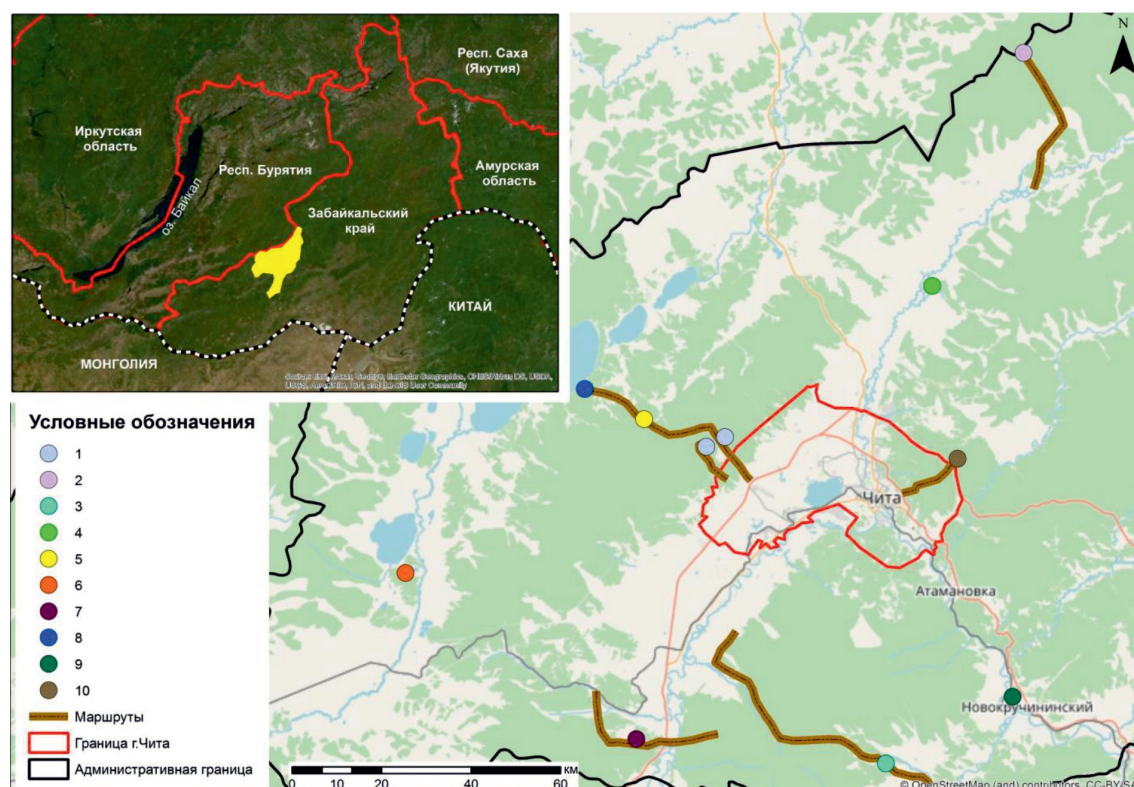 Респ. Саха
(Якутия)
Иркутская
область
Респ. Бурятия
Амурская
область
оз. Байкал
Забайкальский
край
КИТАЙ
МОНГОЛИЯ
N
Условные обозначения
1
2
3
4
5
6
7
8
9
10
Маршруты
Граница г.Чита
Административная граница
Чита
Атамановка
Новокручининский
км
0 10 20 40 60
© OpenStreetMap (and) contributors, CC-BY-SA